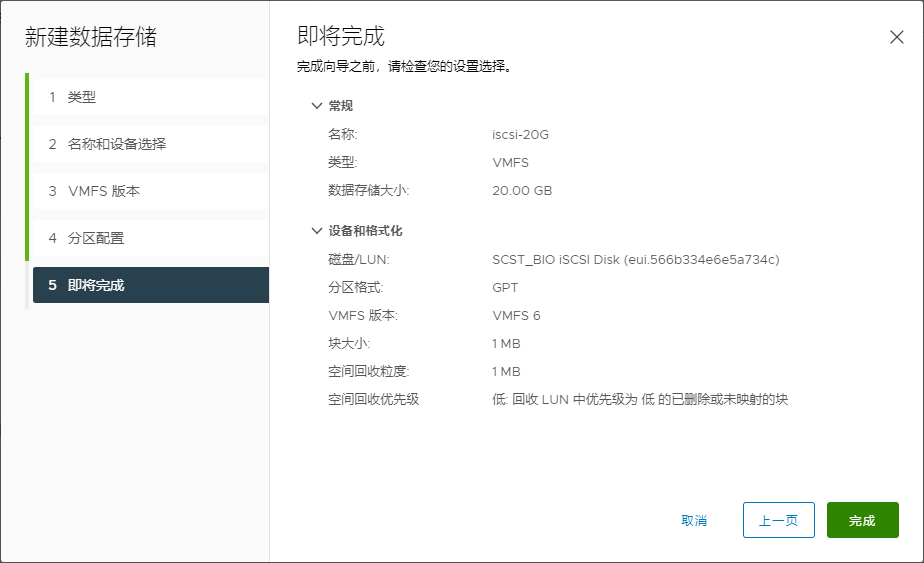 新建数据存储
1 类型
2 名称和设备选择
3 VMFS 版本
4 分区配置
5 即将完成
即将完成
完成向导之前，请检查您的设置选择。
常规
名称: iscsi-20G
类型: VMFS
数据存储大小: 20.00 GB
设备和格式化
磁盘/LUN: SCST_BIO iSCSI Disk (eui.566b334e6e5a734c)
分区格式: GPT
VMFS 版本: VMFS 6
块大小: 1 MB
空间回收粒度: 1 MB
空间回收优先级 低: 回收 LUN 中优先级为 低 的已删除或未映射的块
取消 上一页 完成